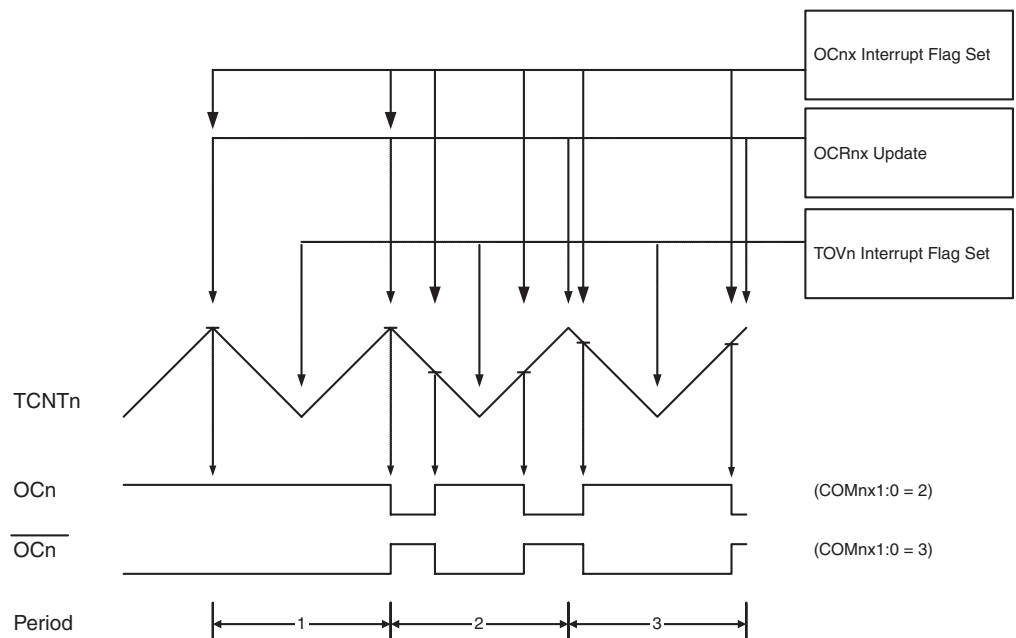 OCnx Interrupt Flag Set
OCRnx Update
TOVn Interrupt Flag Set
TCNTn
OCn
(COMnx1:0 = 2)
OCn
(COMnx1:0 = 3)
Period
1
2
3